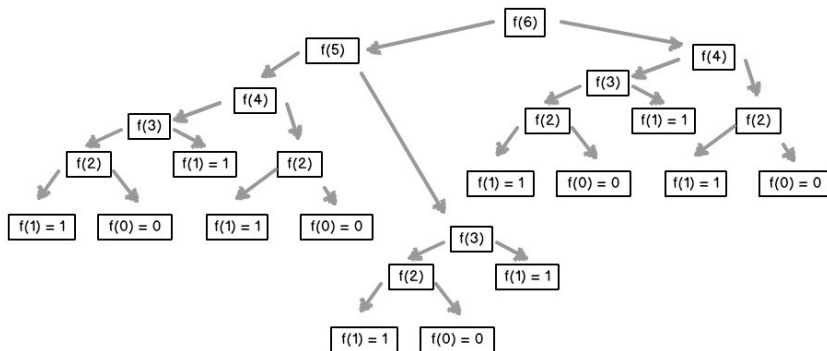 f(6)
f(5)
f(4)
f(3)
f(4)
f(2)
f(1) = 1
f(2)
f(3)
f(1) = 1
f(0) = 0
f(1) = 1
f(0) = 0
f(2)
f(1) = 1
f(2)
f(1) = 1
f(0) = 0
f(1) = 1
f(0) = 0
f(3)
f(2)
f(1) = 1
f(1) = 1
f(0) = 0